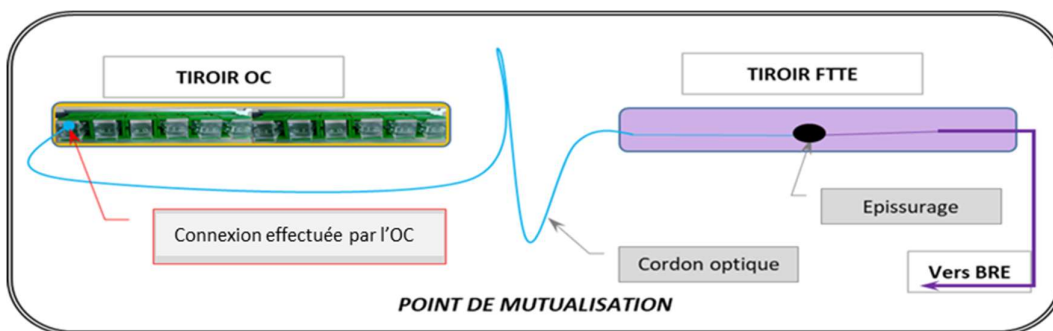 TIROIR OC
TIROIR FTTE
Connexion effectuée par l'OC
Epissurage
Cordon optique
Vers BRE
POINT DE MUTUALISATION